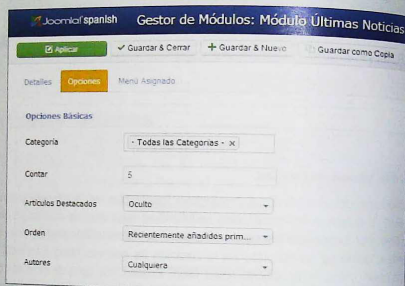 Joomla! spanish Gestor de Módulos: Módulo Últimas Noticias
Aplicar Guardar & Cerrar Guardar & Nuevo Guardar como Copia
Detalles Opciones Menú Asignado
Opciones Básicas
Categoría - Todas las Categorías - x
Contar 5
Artículos Destacados Oculto
Orden Recientemente añadidos prim...
Autores Cualquiera